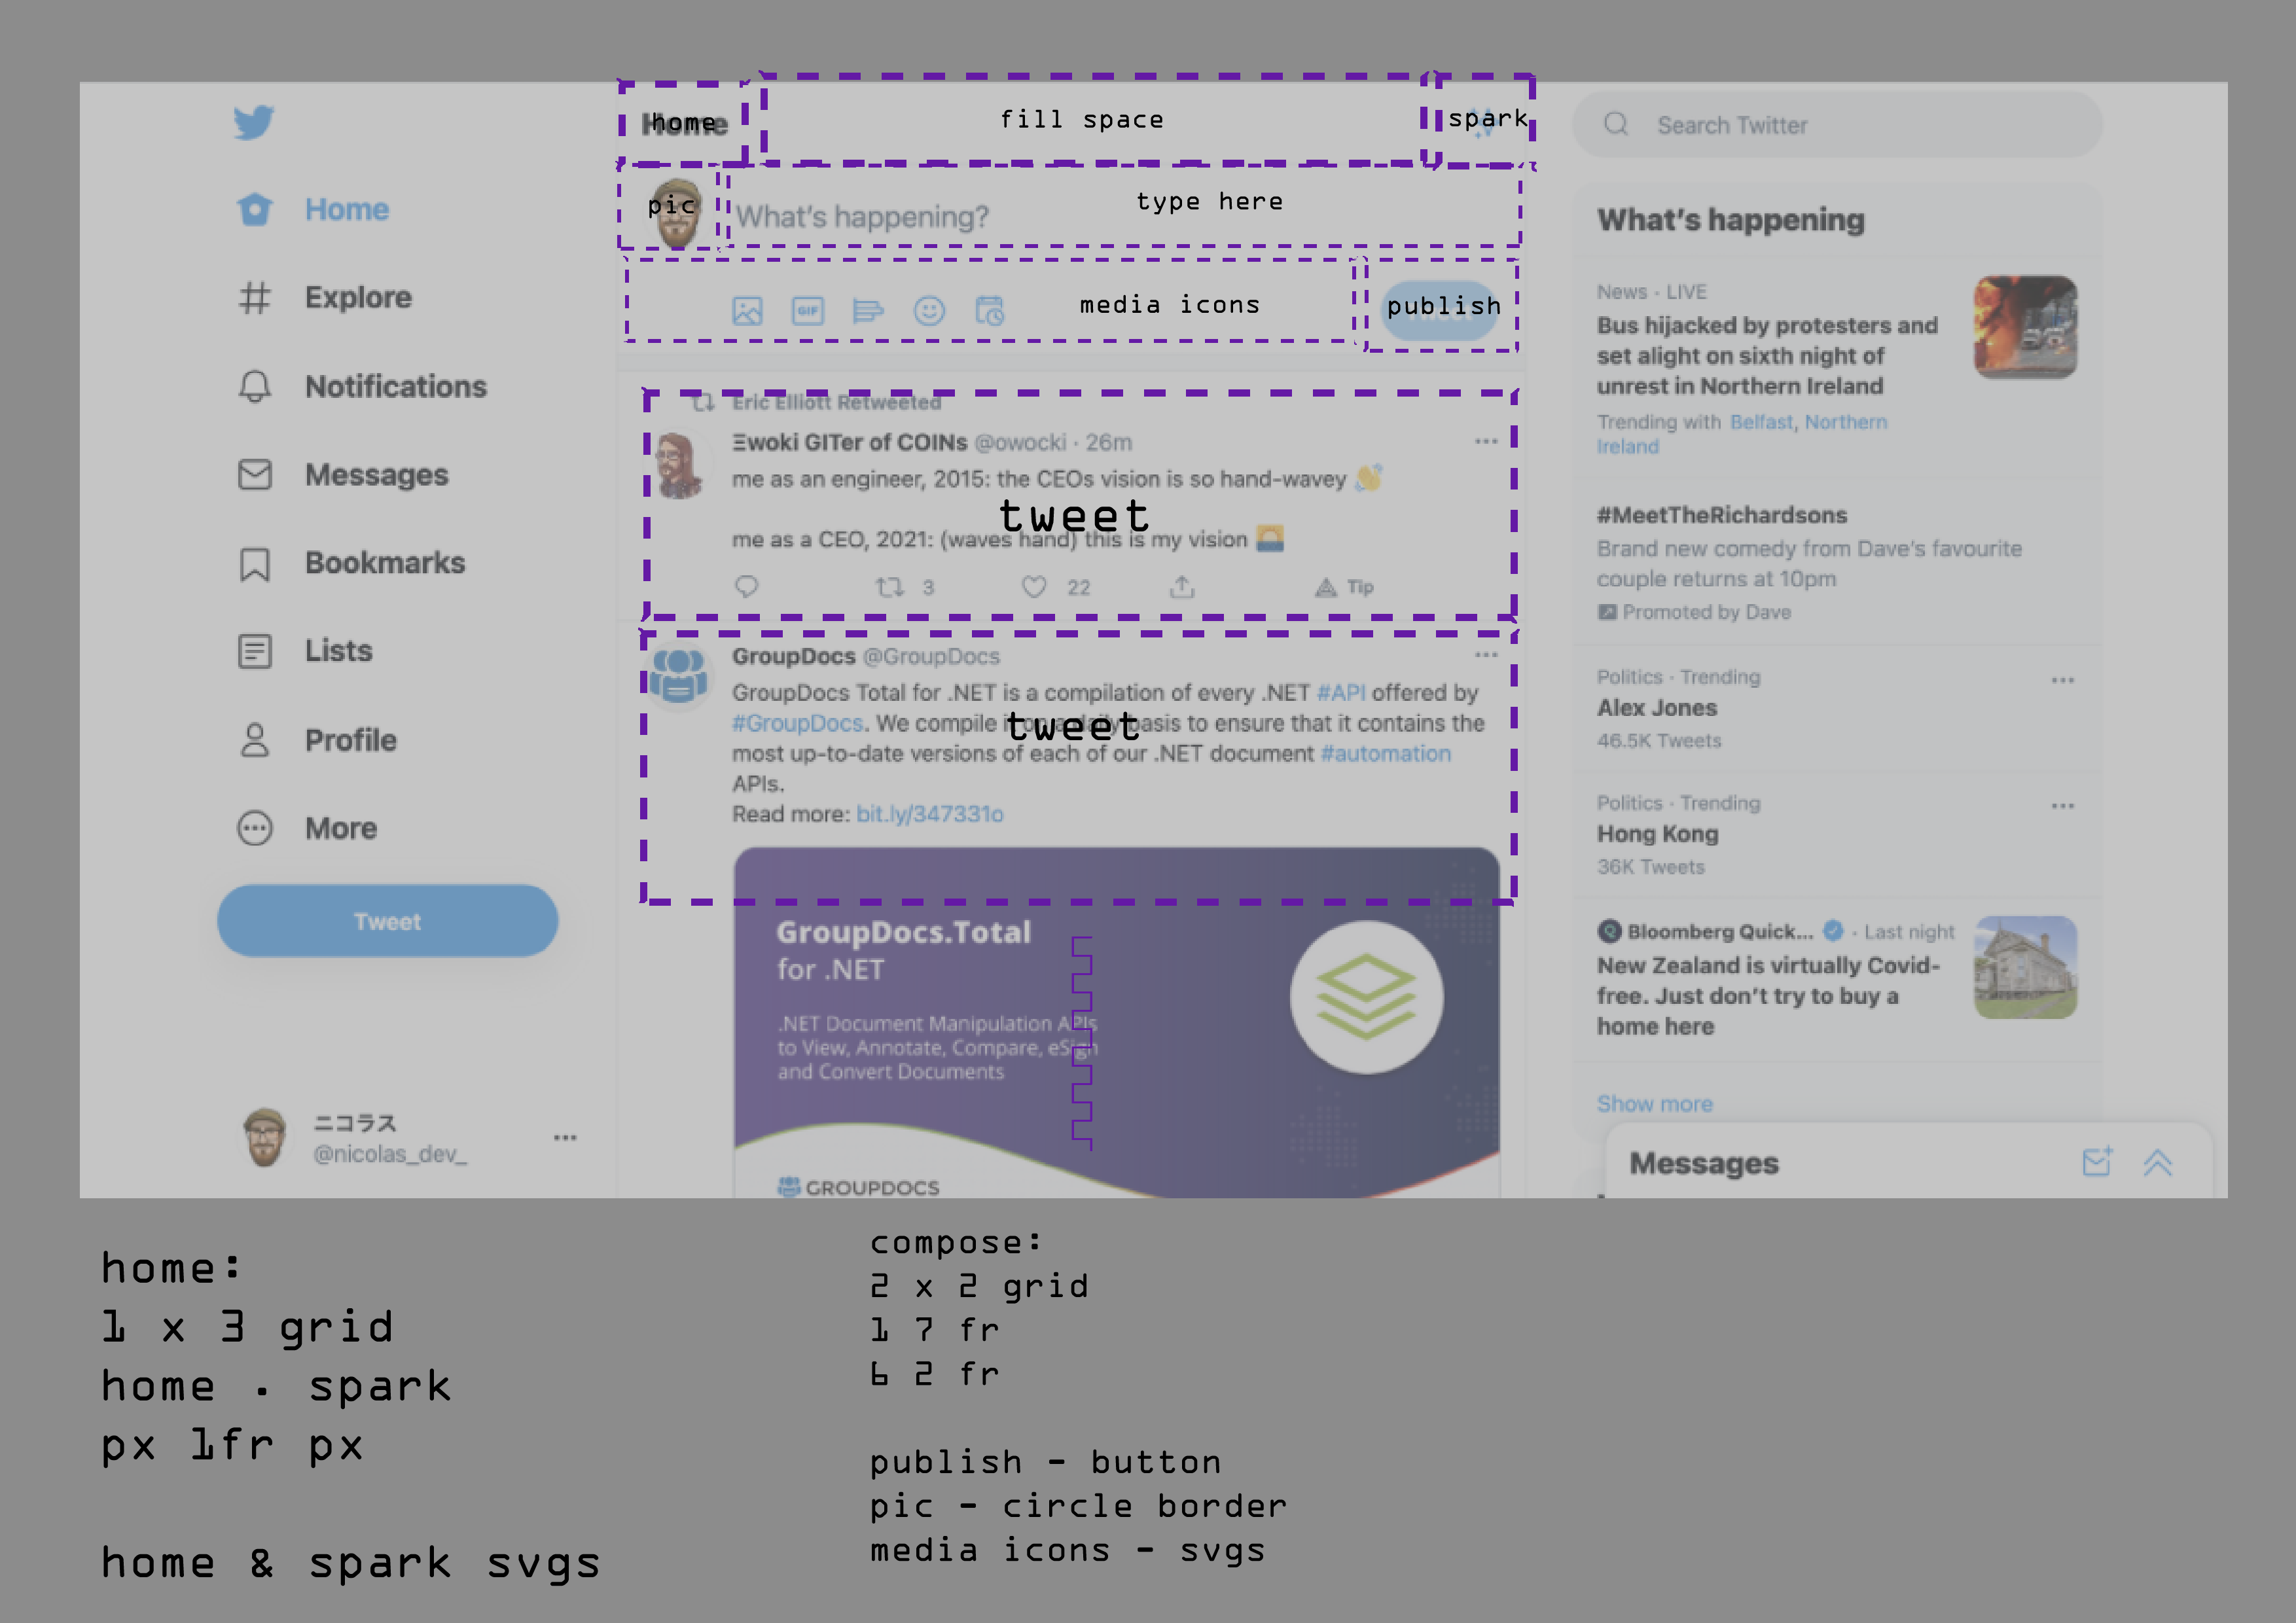 Home
Explore
Notifications
Messages
Bookmarks
Lists
Profile
More
Tweet
ニコラス
@nicolas_dev_
Home
home
fill space
spark
pic
What's happening?
type here
GIF
media icons
publish
Eric Elliott Retweeted
Ξwoki GITer of COINs @owocki · 26m
me as an engineer, 2015: the CEOs vision is so hand-wavey 👋
tweet
me as a CEO, 2021: (waves hand) this is my vision 🌅
3 22 Tip
GroupDocs @GroupDocs
GroupDocs Total for .NET is a compilation of every .NET #API offered by
#GroupDocs. We compile it on a daily basis to ensure that it contains the
tweet
most up-to-date versions of each of our .NET document #automation
APIs.
Read more: bit.ly/347331o
GroupDocs.Total
for .NET
.NET Document Manipulation APIs
to View, Annotate, Compare, eSign
and Convert Documents
GROUPDOCS
Search Twitter
What's happening
News · LIVE
Bus hijacked by protesters and
set alight on sixth night of
unrest in Northern Ireland
Trending with Belfast, Northern
Ireland
#MeetTheRichardsons
Brand new comedy from Dave's favourite
couple returns at 10pm
Promoted by Dave
Politics · Trending
Alex Jones
46.5K Tweets
Politics · Trending
Hong Kong
36K Tweets
Bloomberg Quick... · Last night
New Zealand is virtually Covid-
free. Just don't try to buy a
home here
Show more
Messages
home:
1 x 3 grid
home . spark
px 1fr px
home & spark svgs
compose:
2 x 2 grid
1 7 fr
6 2 fr
publish - button
pic - circle border
media icons - svgs